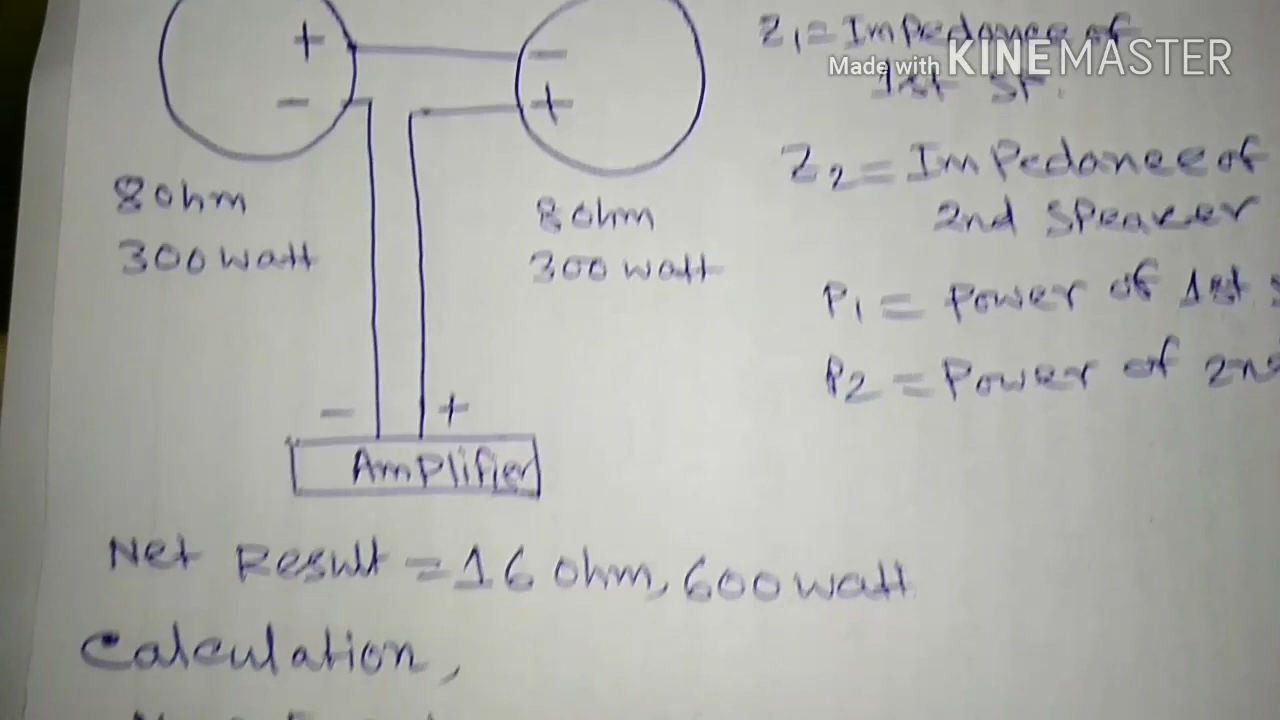 +
-
-
+
8 ohm
300 watt
8 ohm
300 watt
- +
Amplifier
Net Result = 16 ohm, 600 watt
Calculation,
Z1 = Impedance of
1st SP.
Z2 = Impedance of
2nd Speaker
P1 = Power of 1st
P2 = Power of 2nd
Made with KINEMASTER